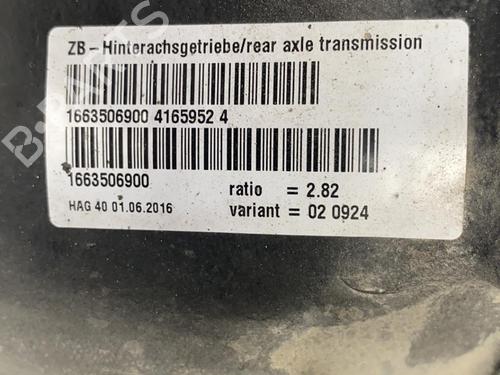 ZB-Hinterachsgetriebe/rear axle transmission
1663506900 4165952 4
1663506900
ratio = 2.82
HAG 40 01.06.2016
variant = 02 0924
B-PARTS